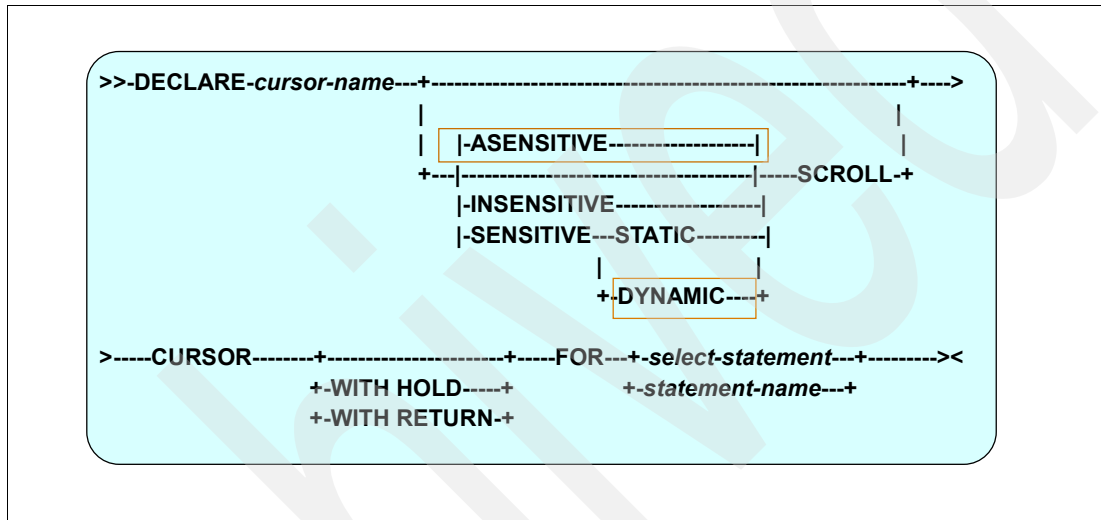 >>-DECLARE-cursor-name---+--------------------------------------------------------------+---->
| |
| |-ASENSITIVE-------------------| |
+---|--------------------------------------|-----SCROLL-+
|-INSENSITIVE-------------------|
|-SENSITIVE---STATIC---------|
| |
+-DYNAMIC----+
>-----CURSOR--------+-----------------------+-----FOR---+-select-statement---+---------><
+-WITH HOLD-----+ +-statement-name---+
+-WITH RETURN-+